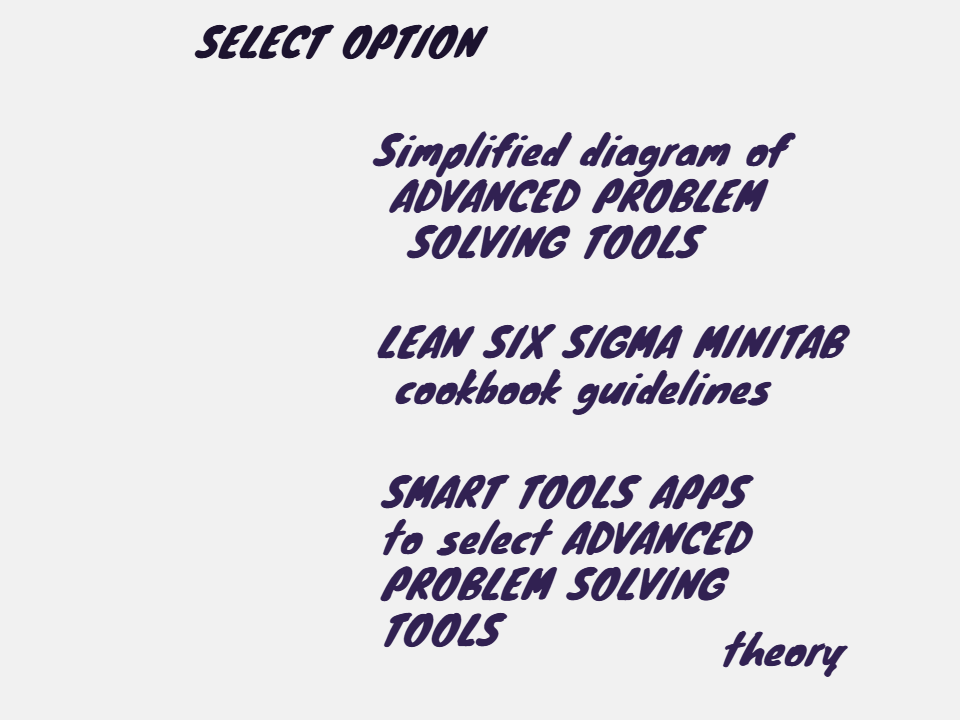 SELECT OPTION
Simplified diagram of
ADVANCED PROBLEM
SOLVING TOOLS
LEAN SIX SIGMA MINITAB
cookbook guidelines
SMART TOOLS APPS
to select ADVANCED
PROBLEM SOLVING
TOOLS
theory